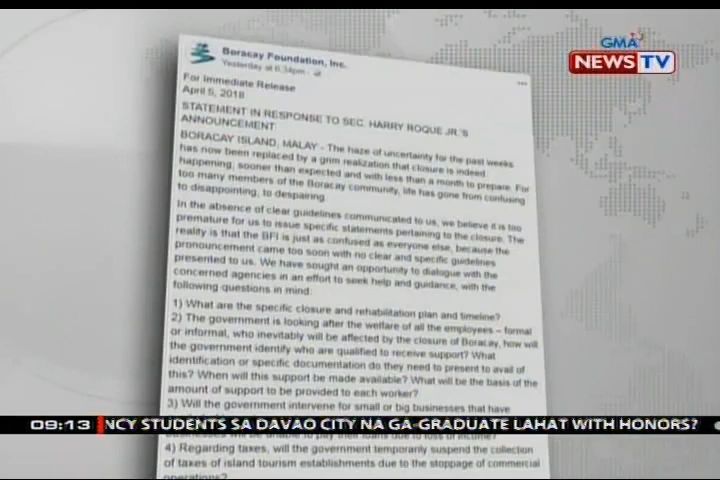 GMA
NEWS TV
Boracay Foundation, Inc.
Yesterday at 6:34pm
For Immediate Release
April 5, 2018
STATEMENT IN RESPONSE TO SEC. HARRY ROQUE JR.'S
ANNOUNCEMENT
BORACAY ISLAND, MALAY - The haze of uncertainty for the past weeks
has now been replaced by a grim realization that closure is indeed
happening, sooner than expected and with less than a month to prepare. For
too many members of the Boracay community, life has gone from confusing
to disappointing, to despairing.
In the absence of clear guidelines communicated to us, we believe it is too
premature for us to issue specific statements pertaining to the closure. The
reality is that the BFI is just as confused as everyone else, because the
pronouncement came too soon with no clear and specific guidelines
presented to us. We have sought an opportunity to dialogue with the
concerned agencies in an effort to seek help and guidance, with the
following questions in mind:
1) What are the specific closure and rehabilitation plan and timeline?
2) The government is looking after the welfare of all the employees – formal
or informal, who inevitably will be affected by the closure of Boracay, how will
the government identify who are qualified to receive support? What
identification or specific documentation do they need to present to avail of
this? When will this support be made available? What will be the basis of the
amount of support to be provided to each worker?
3) Will the government intervene for small or big businesses that have
09:13 NCY STUDENTS SA DAVAO CITY NA GA-GRADUATE LAHAT WITH HONORS?
businesses will be unable to pay their loans due to loss of income?
4) Regarding taxes, will the government temporarily suspend the collection
of taxes of island tourism establishments due to the stoppage of commercial
operations?